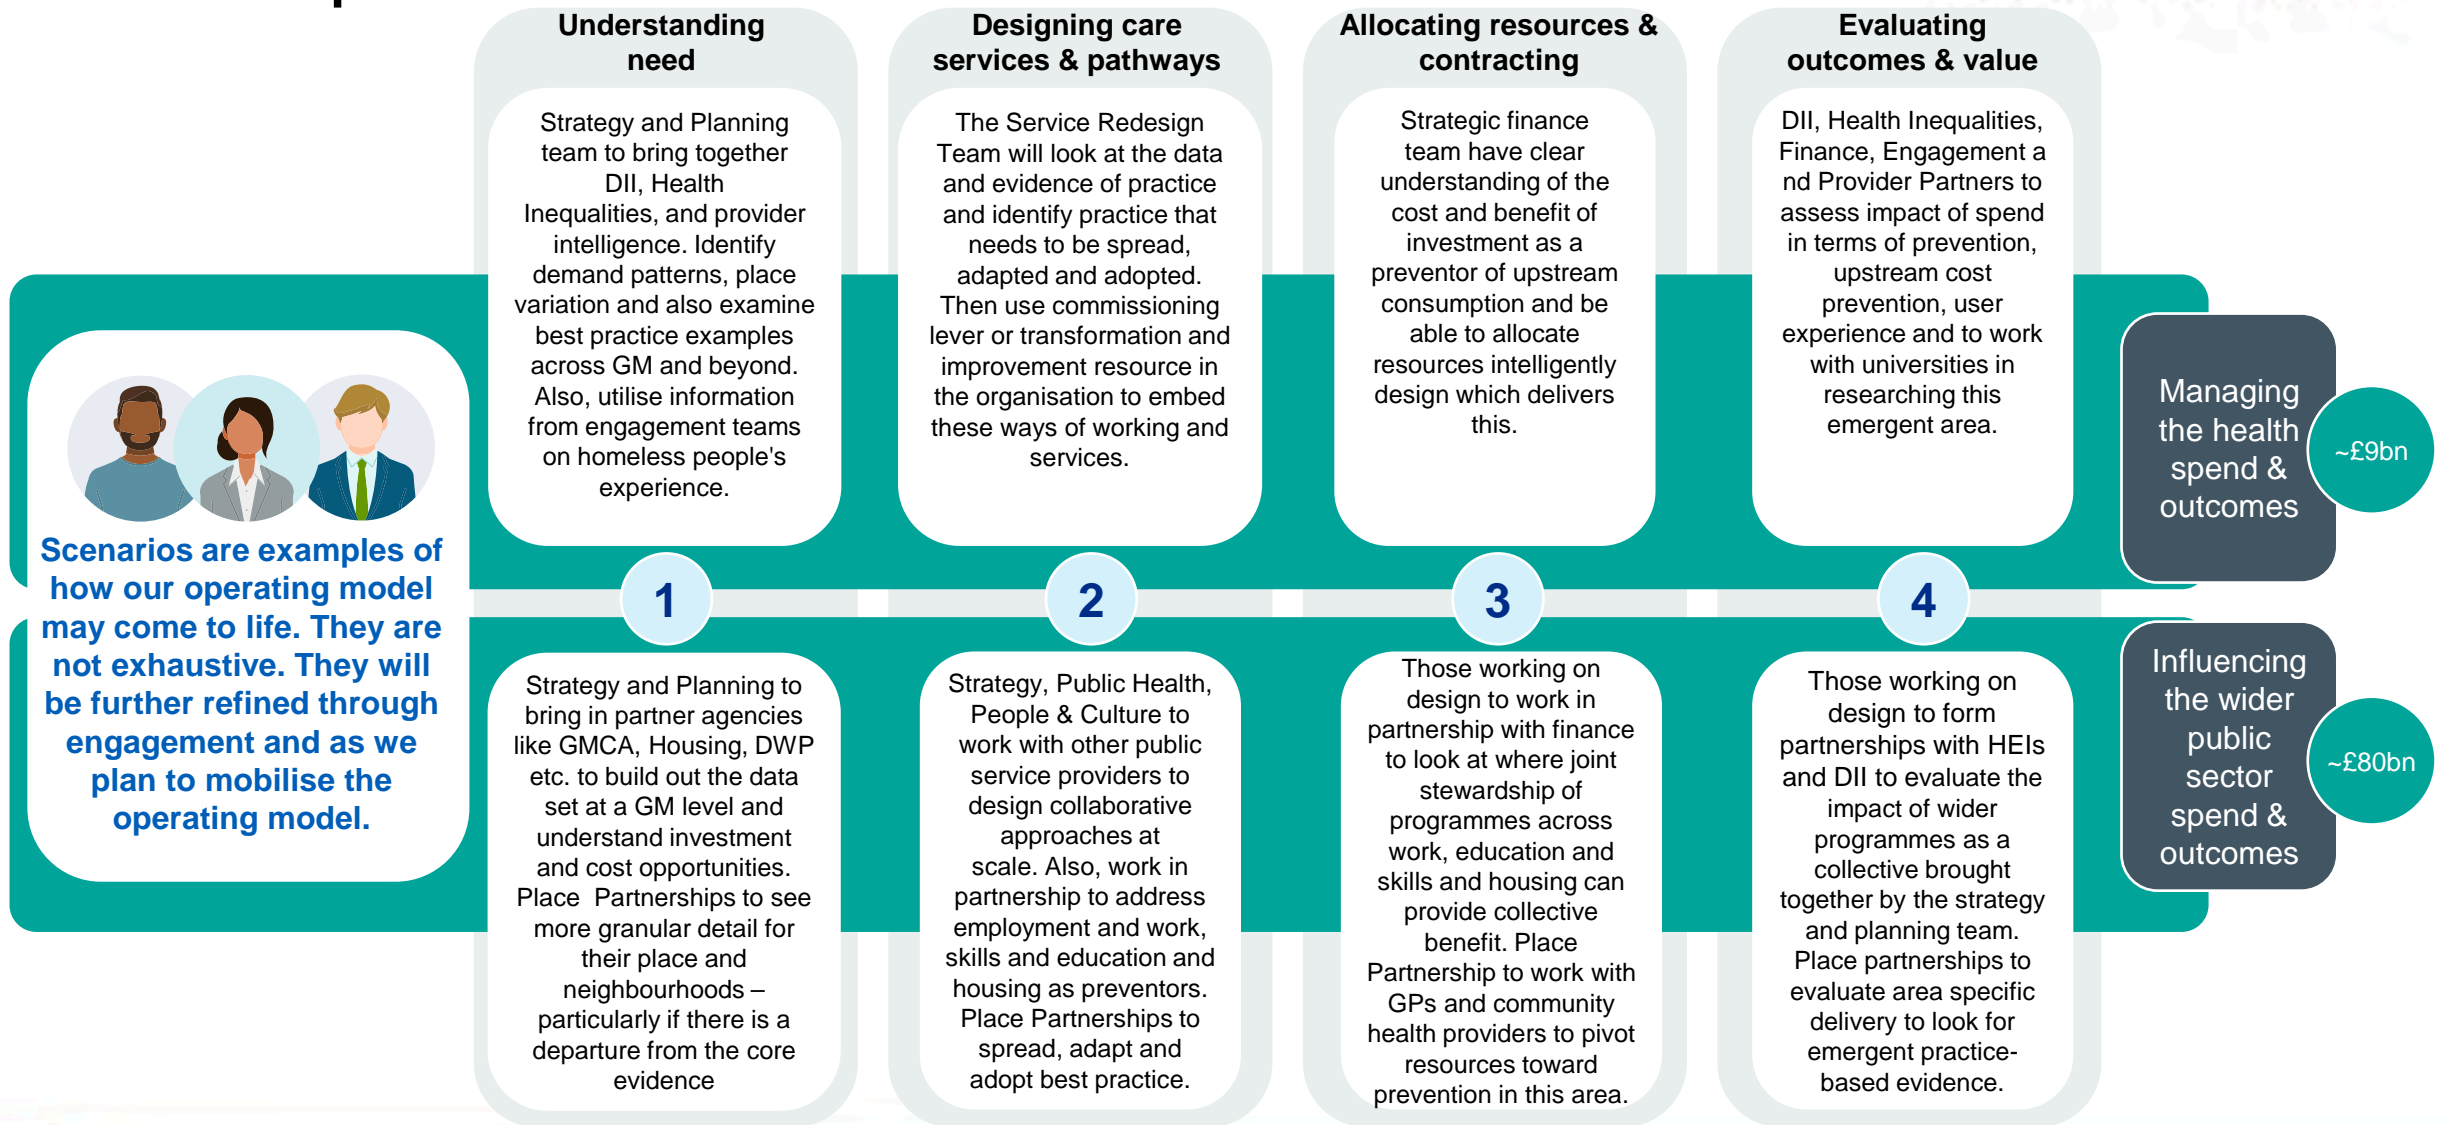 Understanding
need
Designing care
services & pathways
Allocating resources &
contracting
Evaluating
outcomes & value
Strategy and Planning
team to bring together
DII, Health
Inequalities, and provider
intelligence. Identify
demand patterns, place
variation and also examine
best practice examples
across GM and beyond.
Also, utilise information
from engagement teams
on homeless people's
experience.
The Service Redesign
Team will look at the data
and evidence of practice
and identify practice that
needs to be spread,
adapted and adopted.
Then use commissioning
lever or transformation and
improvement resource in
the organisation to embed
these ways of working and
services.
Strategic finance
team have clear
understanding of the
cost and benefit of
investment as a
preventor of upstream
consumption and be
able to allocate
resources intelligently
design which delivers
this.
DII, Health Inequalities,
Finance, Engagement a
nd Provider Partners to
assess impact of spend
in terms of prevention,
upstream cost
prevention, user
experience and to work
with universities in
researching this
emergent area.
Managing
the health
spend &
outcomes
~£9bn
Scenarios are examples of
how our operating model
may come to life. They are
not exhaustive. They will
be further refined through
engagement and as we
plan to mobilise the
operating model.
1
2
3
4
Strategy and Planning to
bring in partner agencies
like GMCA, Housing, DWP
etc. to build out the data
set at a GM level and
understand investment
and cost opportunities.
Place  Partnerships to see
more granular detail for
their place and
neighbourhoods –
particularly if there is a
departure from the core
evidence
Strategy, Public Health,
People & Culture to
work with other public
service providers to
design collaborative
approaches at
scale. Also, work in
partnership to address
employment and work,
skills and education and
housing as preventors.
Place Partnerships to
spread, adapt and
adopt best practice.
Those working on
design to work in
partnership with finance
to look at where joint
stewardship of
programmes across
work, education and
skills and housing can
provide collective
benefit. Place
Partnership to work with
GPs and community
health providers to pivot
resources toward
prevention in this area.
Those working on
design to form
partnerships with HEIs
and DII to evaluate the
impact of wider
programmes as a
collective brought
together by the strategy
and planning team.
Place partnerships to
evaluate area specific
delivery to look for
emergent practice-
based evidence.
Influencing
the wider
public
sector
spend &
outcomes
~£80bn